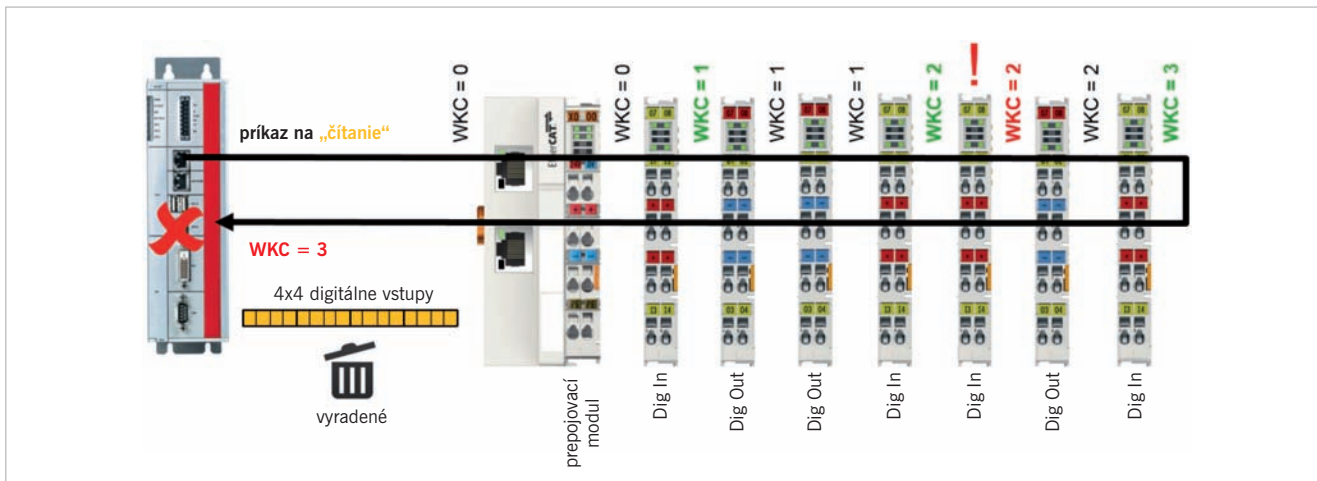 WKC = 0
WKC = 0
WKC = 1
WKC = 1
WKC = 1
WKC = 2
!
WKC = 2
WKC = 2
WKC = 3
príkaz na „čítanie“
EtherCAT
WKC = 3
4x4 digitálne vstupy
vyradené
prepojovací
modul
Dig In
Dig Out
Dig Out
Dig In
Dig In
Dig Out
Dig In